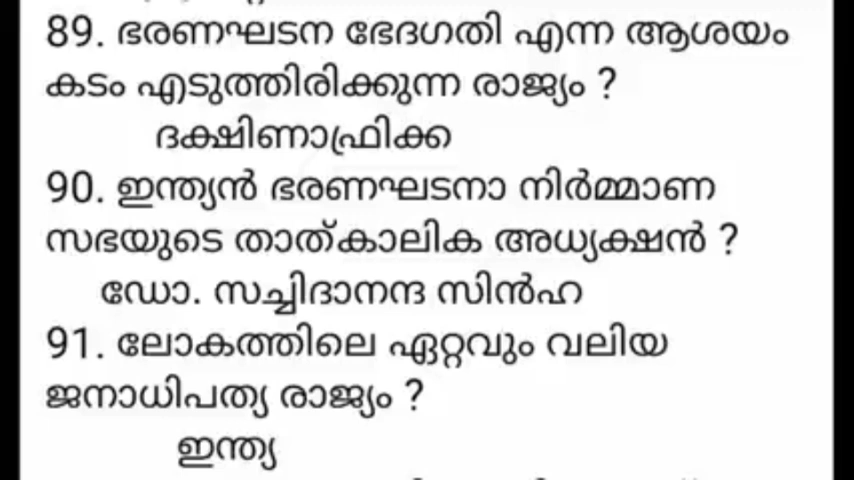 89. ഭരണഘടന ഭേദഗതി എന്ന ആശയം
കടം എടുത്തിരിക്കുന്ന രാജ്യം ?
ദക്ഷിണാഫ്രിക്ക
90. ഇന്ത്യൻ ഭരണഘടനാ നിർമ്മാണ
സഭയുടെ താത്കാലിക അധ്യക്ഷൻ ?
ഡോ. സച്ചിദാനന്ദ സിൻഹ
91. ലോകത്തിലെ ഏറ്റവും വലിയ
ജനാധിപത്യ രാജ്യം ?
ഇന്ത്യ